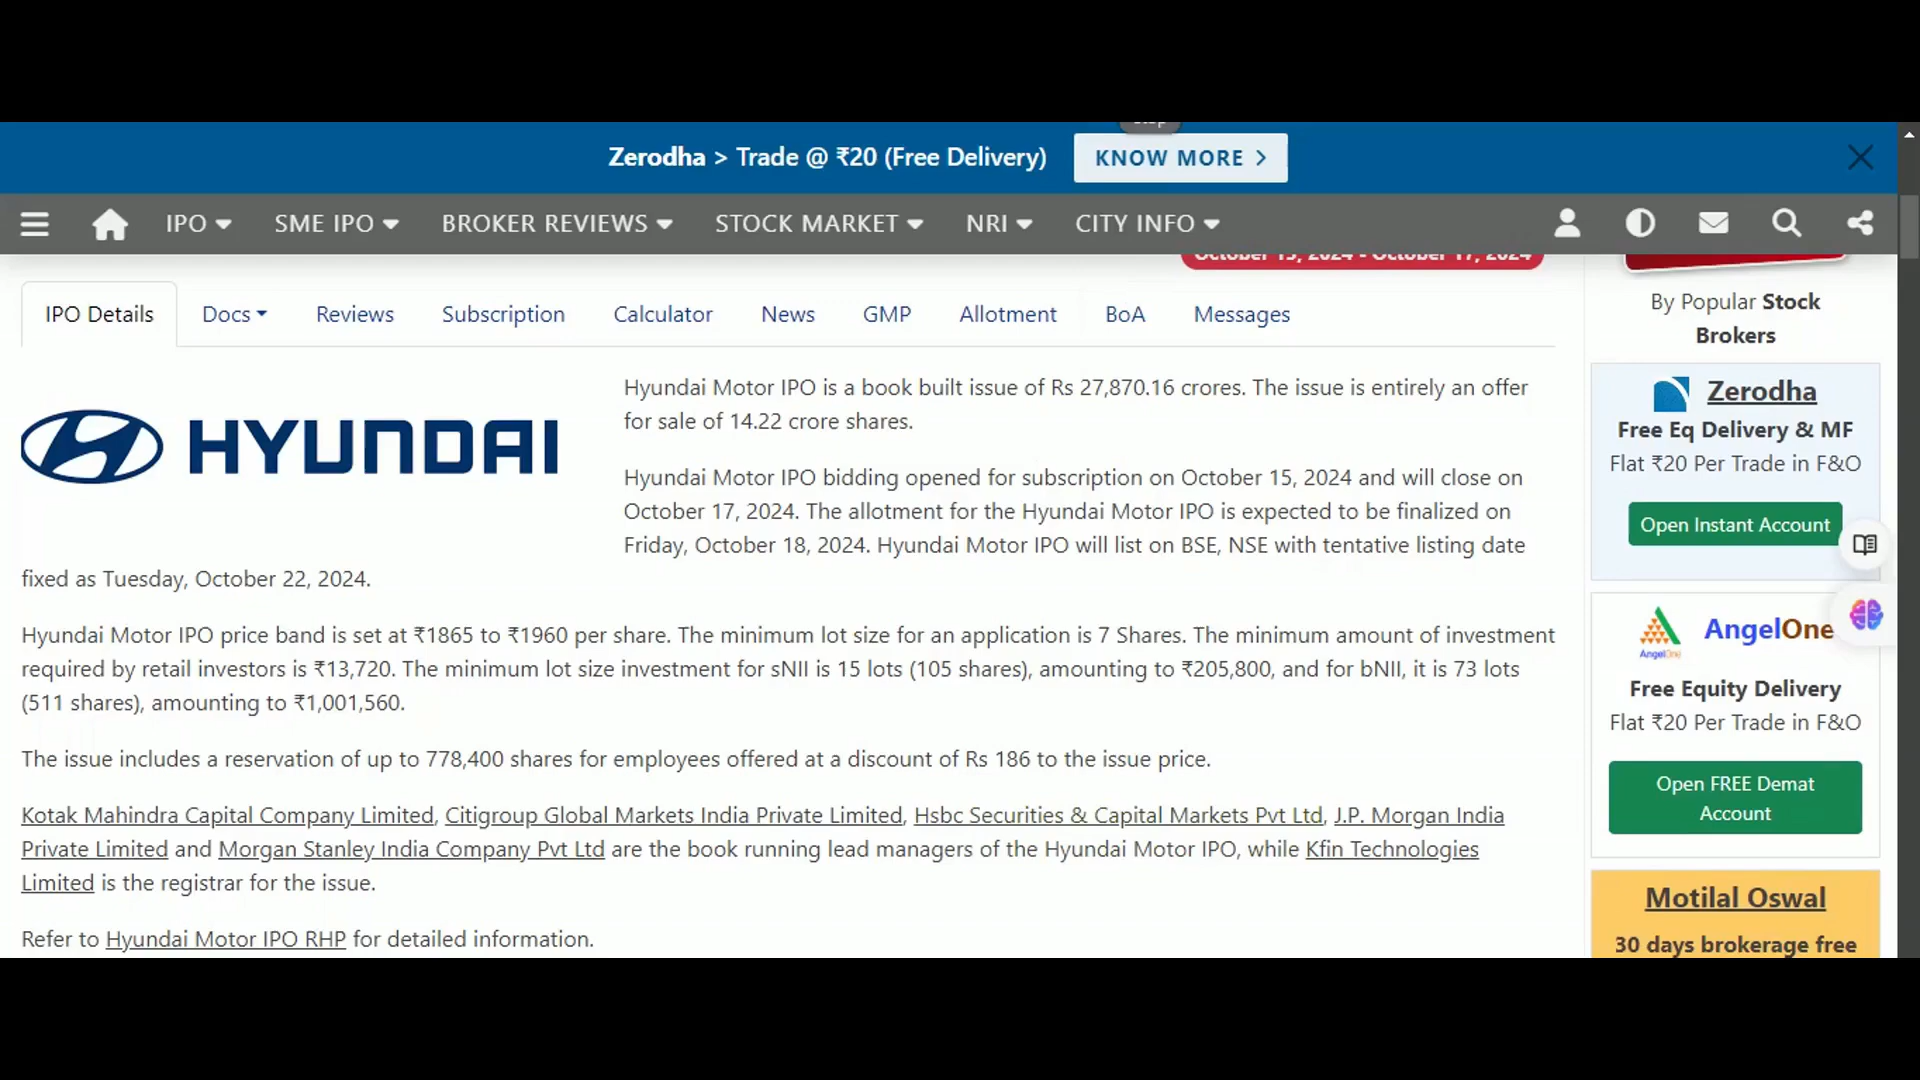 Zerodha > Trade @ ₹20 (Free Delivery) KNOW MORE >
IPO SME IPO BROKER REVIEWS STOCK MARKET NRI CITY INFO
October 15, 2024 - October 17, 2024
IPO Details Docs Reviews Subscription Calculator News GMP Allotment BoA Messages
HYUNDAI
Hyundai Motor IPO is a book built issue of Rs 27,870.16 crores. The issue is entirely an offer
for sale of 14.22 crore shares.
Hyundai Motor IPO bidding opened for subscription on October 15, 2024 and will close on
October 17, 2024. The allotment for the Hyundai Motor IPO is expected to be finalized on
Friday, October 18, 2024. Hyundai Motor IPO will list on BSE, NSE with tentative listing date
fixed as Tuesday, October 22, 2024.
Hyundai Motor IPO price band is set at ₹1865 to ₹1960 per share. The minimum lot size for an application is 7 Shares. The minimum amount of investment
required by retail investors is ₹13,720. The minimum lot size investment for sNII is 15 lots (105 shares), amounting to ₹205,800, and for bNII, it is 73 lots
(511 shares), amounting to ₹1,001,560.
The issue includes a reservation of up to 778,400 shares for employees offered at a discount of Rs 186 to the issue price.
Kotak Mahindra Capital Company Limited, Citigroup Global Markets India Private Limited, Hsbc Securities & Capital Markets Pvt Ltd, J.P. Morgan India
Private Limited and Morgan Stanley India Company Pvt Ltd are the book running lead managers of the Hyundai Motor IPO, while Kfin Technologies
Limited is the registrar for the issue.
Refer to Hyundai Motor IPO RHP for detailed information.
By Popular Stock
Brokers
Zerodha
Free Eq Delivery & MF
Flat ₹20 Per Trade in F&O
Open Instant Account
AngelOne
AngelOne
Free Equity Delivery
Flat ₹20 Per Trade in F&O
Open FREE Demat
Account
Motilal Oswal
30 days brokerage free